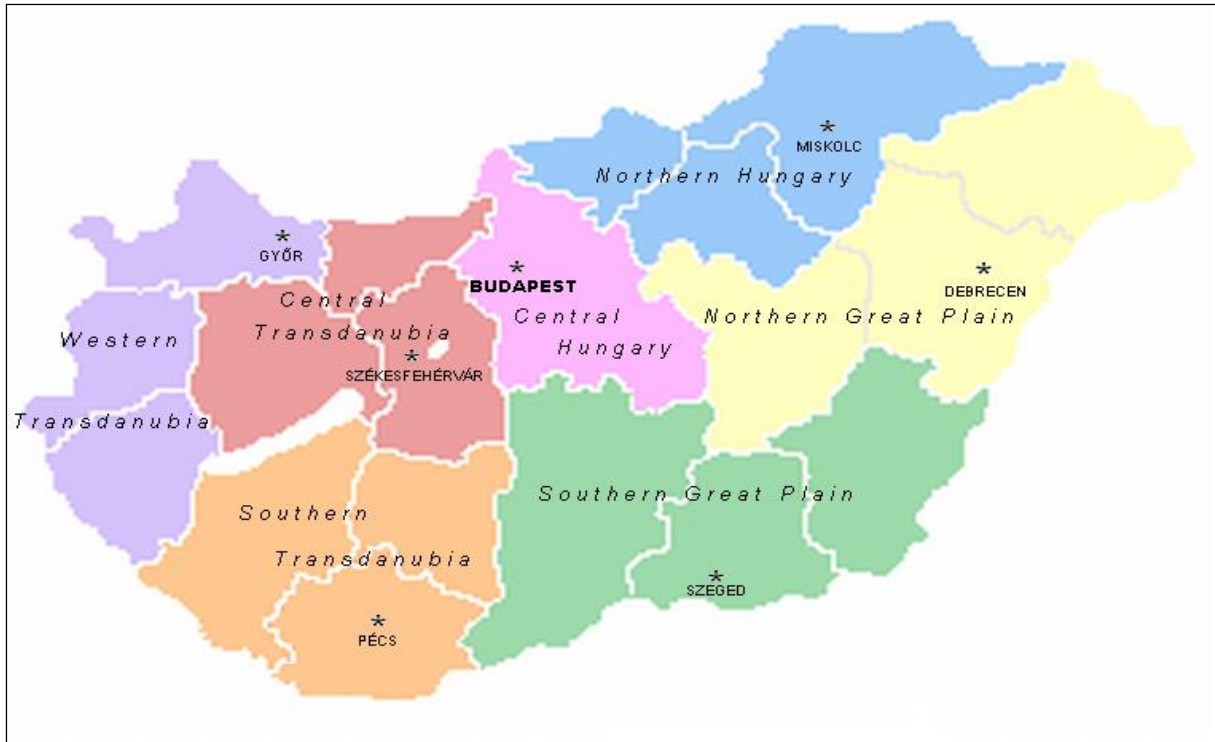 MISKOLC
Northern Hungary
GYŐR
BUDAPEST
DEBRECEN
Central
Transdanubia
Central
Hungary
Northern Great Plain
Western
Transdanubia
SZÉKESFEHÉRVÁR
Southern Great Plain
Southern
Transdanubia
SZEGED
PÉCS